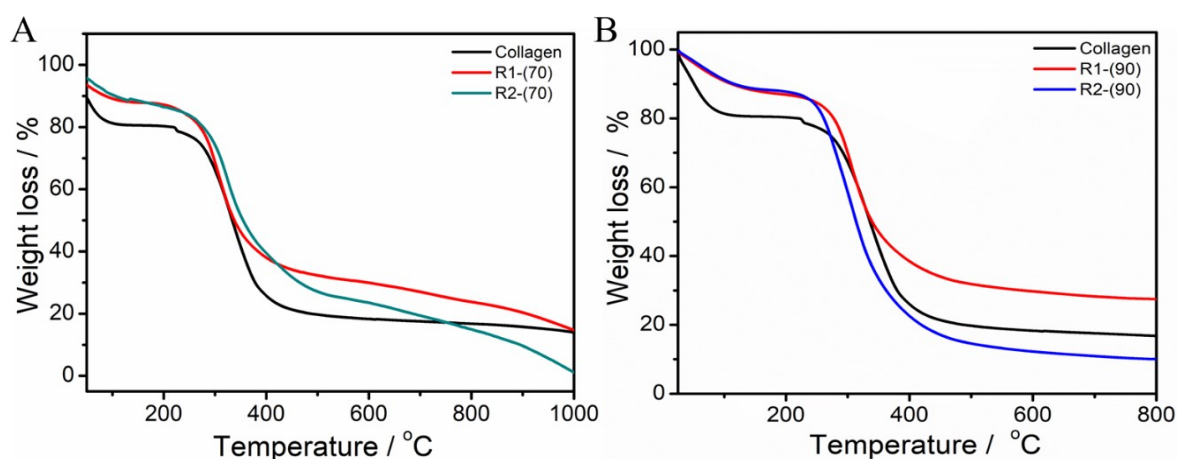 A
Collagen
R1-(70)
R2-(70)
Weight loss / %
100
80
60
40
20
0
200
400
600
800
1000
Temperature / °C
B
Collagen
R1-(90)
R2-(90)
Weight loss / %
100
80
60
40
20
0
200
400
600
800
Temperature / °C